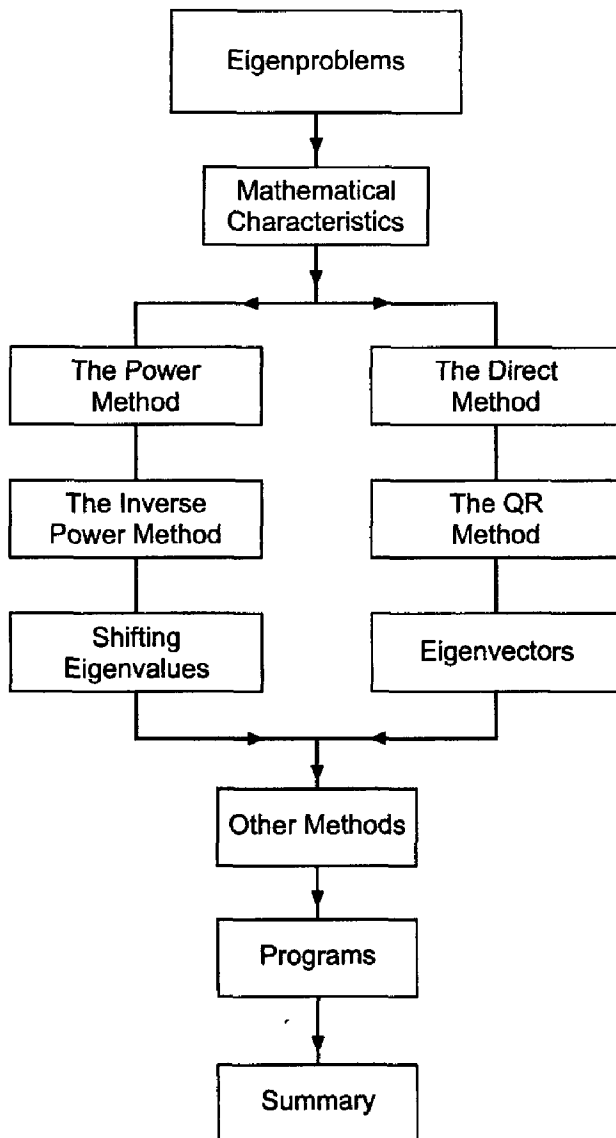 Eigenproblems
Mathematical
Characteristics
The Power
Method
The Inverse
Power Method
Shifting
Eigenvalues
The Direct
Method
The QR
Method
Eigenvectors
Other Methods
Programs
Summary